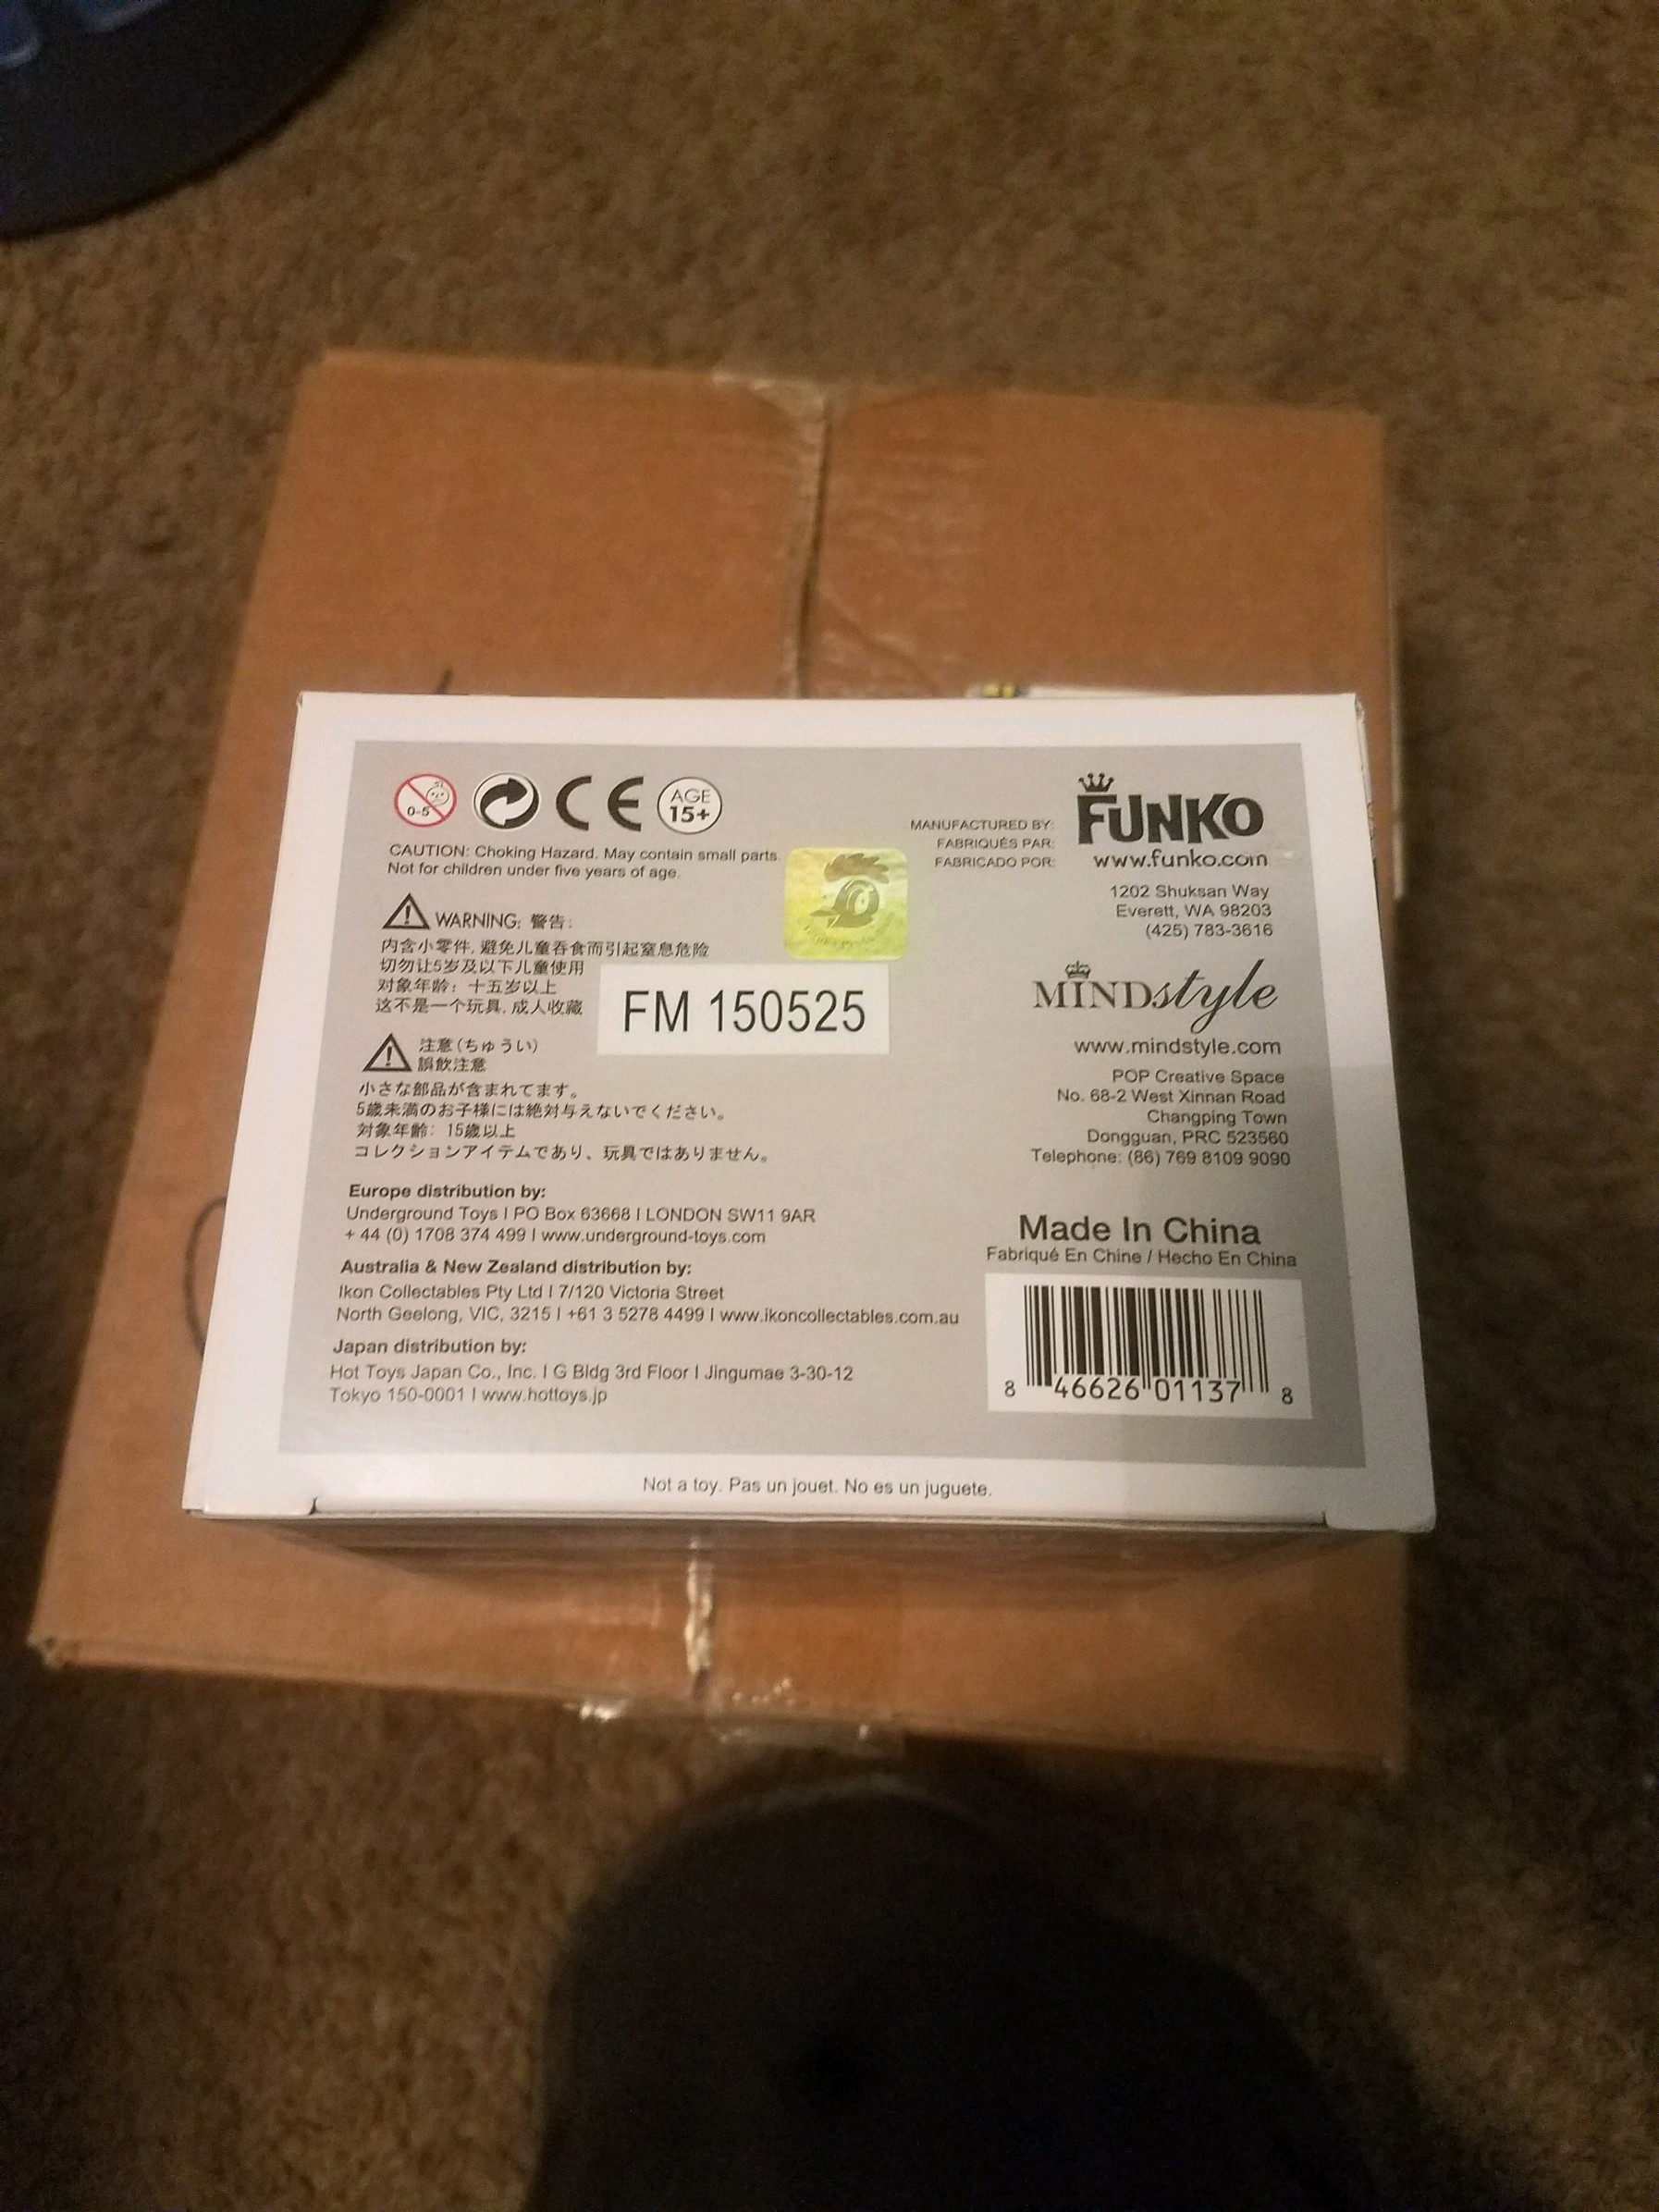 0-5
CE
AGE
15+
CAUTION: Choking Hazard. May contain small parts.
Not for children under five years of age.
WARNING: 警告:
内含小零件, 避免儿童吞食而引起窒息危险
切勿让5岁及以下儿童使用
对象年龄：十五岁以上
这不是一个玩具, 成人收藏
FM 150525
注意(ちゅうい)
誤飲注意
小さな部品が含まれてます。
5歳未満のお子様には絶対与えないでください。
対象年齢: 15歳以上
コレクションアイテムであり、玩具ではありません。
Europe distribution by:
Underground Toys | PO Box 63668 | LONDON SW11 9AR
+ 44 (0) 1708 374 499 | www.underground-toys.com
Australia & New Zealand distribution by:
Ikon Collectables Pty Ltd | 7/120 Victoria Street
North Geelong, VIC, 3215 | +61 3 5278 4499 | www.ikoncollectables.com.au
Japan distribution by:
Hot Toys Japan Co., Inc. | G Bldg 3rd Floor | Jingumae 3-30-12
Tokyo 150-0001 | www.hottoys.jp
MANUFACTURED BY:
FABRIQUÉS PAR:
FABRICADO POR:
FUNKO
www.funko.com
1202 Shuksan Way
Everett, WA 98203
(425) 783-3616
MINDstyle
www.mindstyle.com
POP Creative Space
No. 68-2 West Xinnan Road
Changping Town
Dongguan, PRC 523560
Telephone: (86) 769 8109 9090
Made In China
Fabriqué En Chine / Hecho En China
8 46626 01137 8
Not a toy. Pas un jouet. No es un juguete.